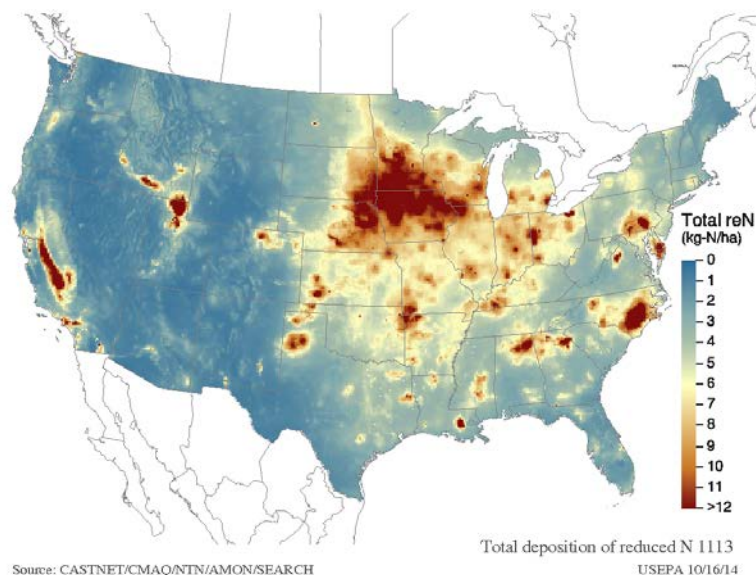 Total reN
(kg-N/ha)
0
1
2
3
4
5
6
7
8
9
10
11
>12
Total deposition of reduced N 1113
Source: CASTNET/CMAQ/NTN/AMON/SEARCH
USEPA 10/16/14